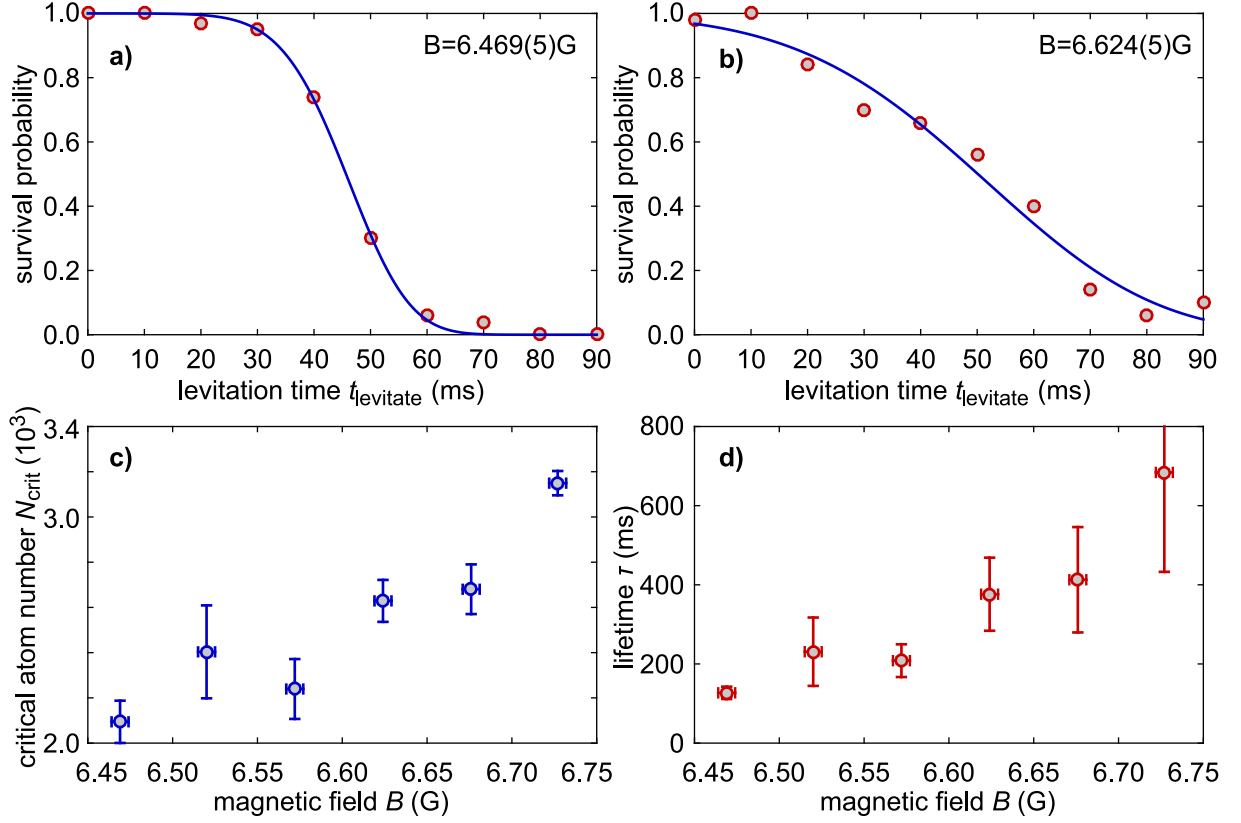 a)
B=6.469(5)G
1.0
0.8
0.6
0.4
0.2
0.0
survival probability
0 10 20 30 40 50 60 70 80 90
levitation time tlevitate (ms)
b)
B=6.624(5)G
1.0
0.8
0.6
0.4
0.2
0.0
survival probability
0 10 20 30 40 50 60 70 80 90
levitation time tlevitate (ms)
c)
3.4
3.0
2.0
critical atom number Ncrit (10³)
6.45 6.50 6.55 6.60 6.65 6.70 6.75
magnetic field B (G)
d)
800
600
400
200
0
lifetime τ (ms)
6.45 6.50 6.55 6.60 6.65 6.70 6.75
magnetic field B (G)